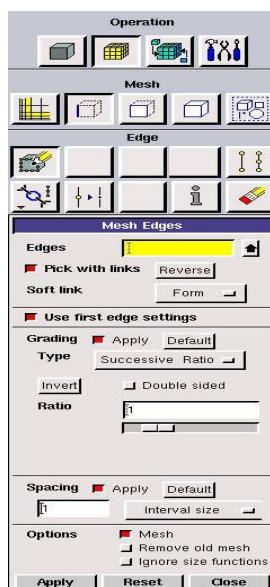 Operation
Mesh
Edge
Mesh Edges
Edges
Pick with links Reverse
Soft link Form
Use first edge settings
Grading Apply Default
Type Successive Ratio
Invert Double sided
Ratio 1
Spacing Apply Default
1 Interval size
Options Mesh
Remove old mesh
Ignore size functions
Apply Reset Close